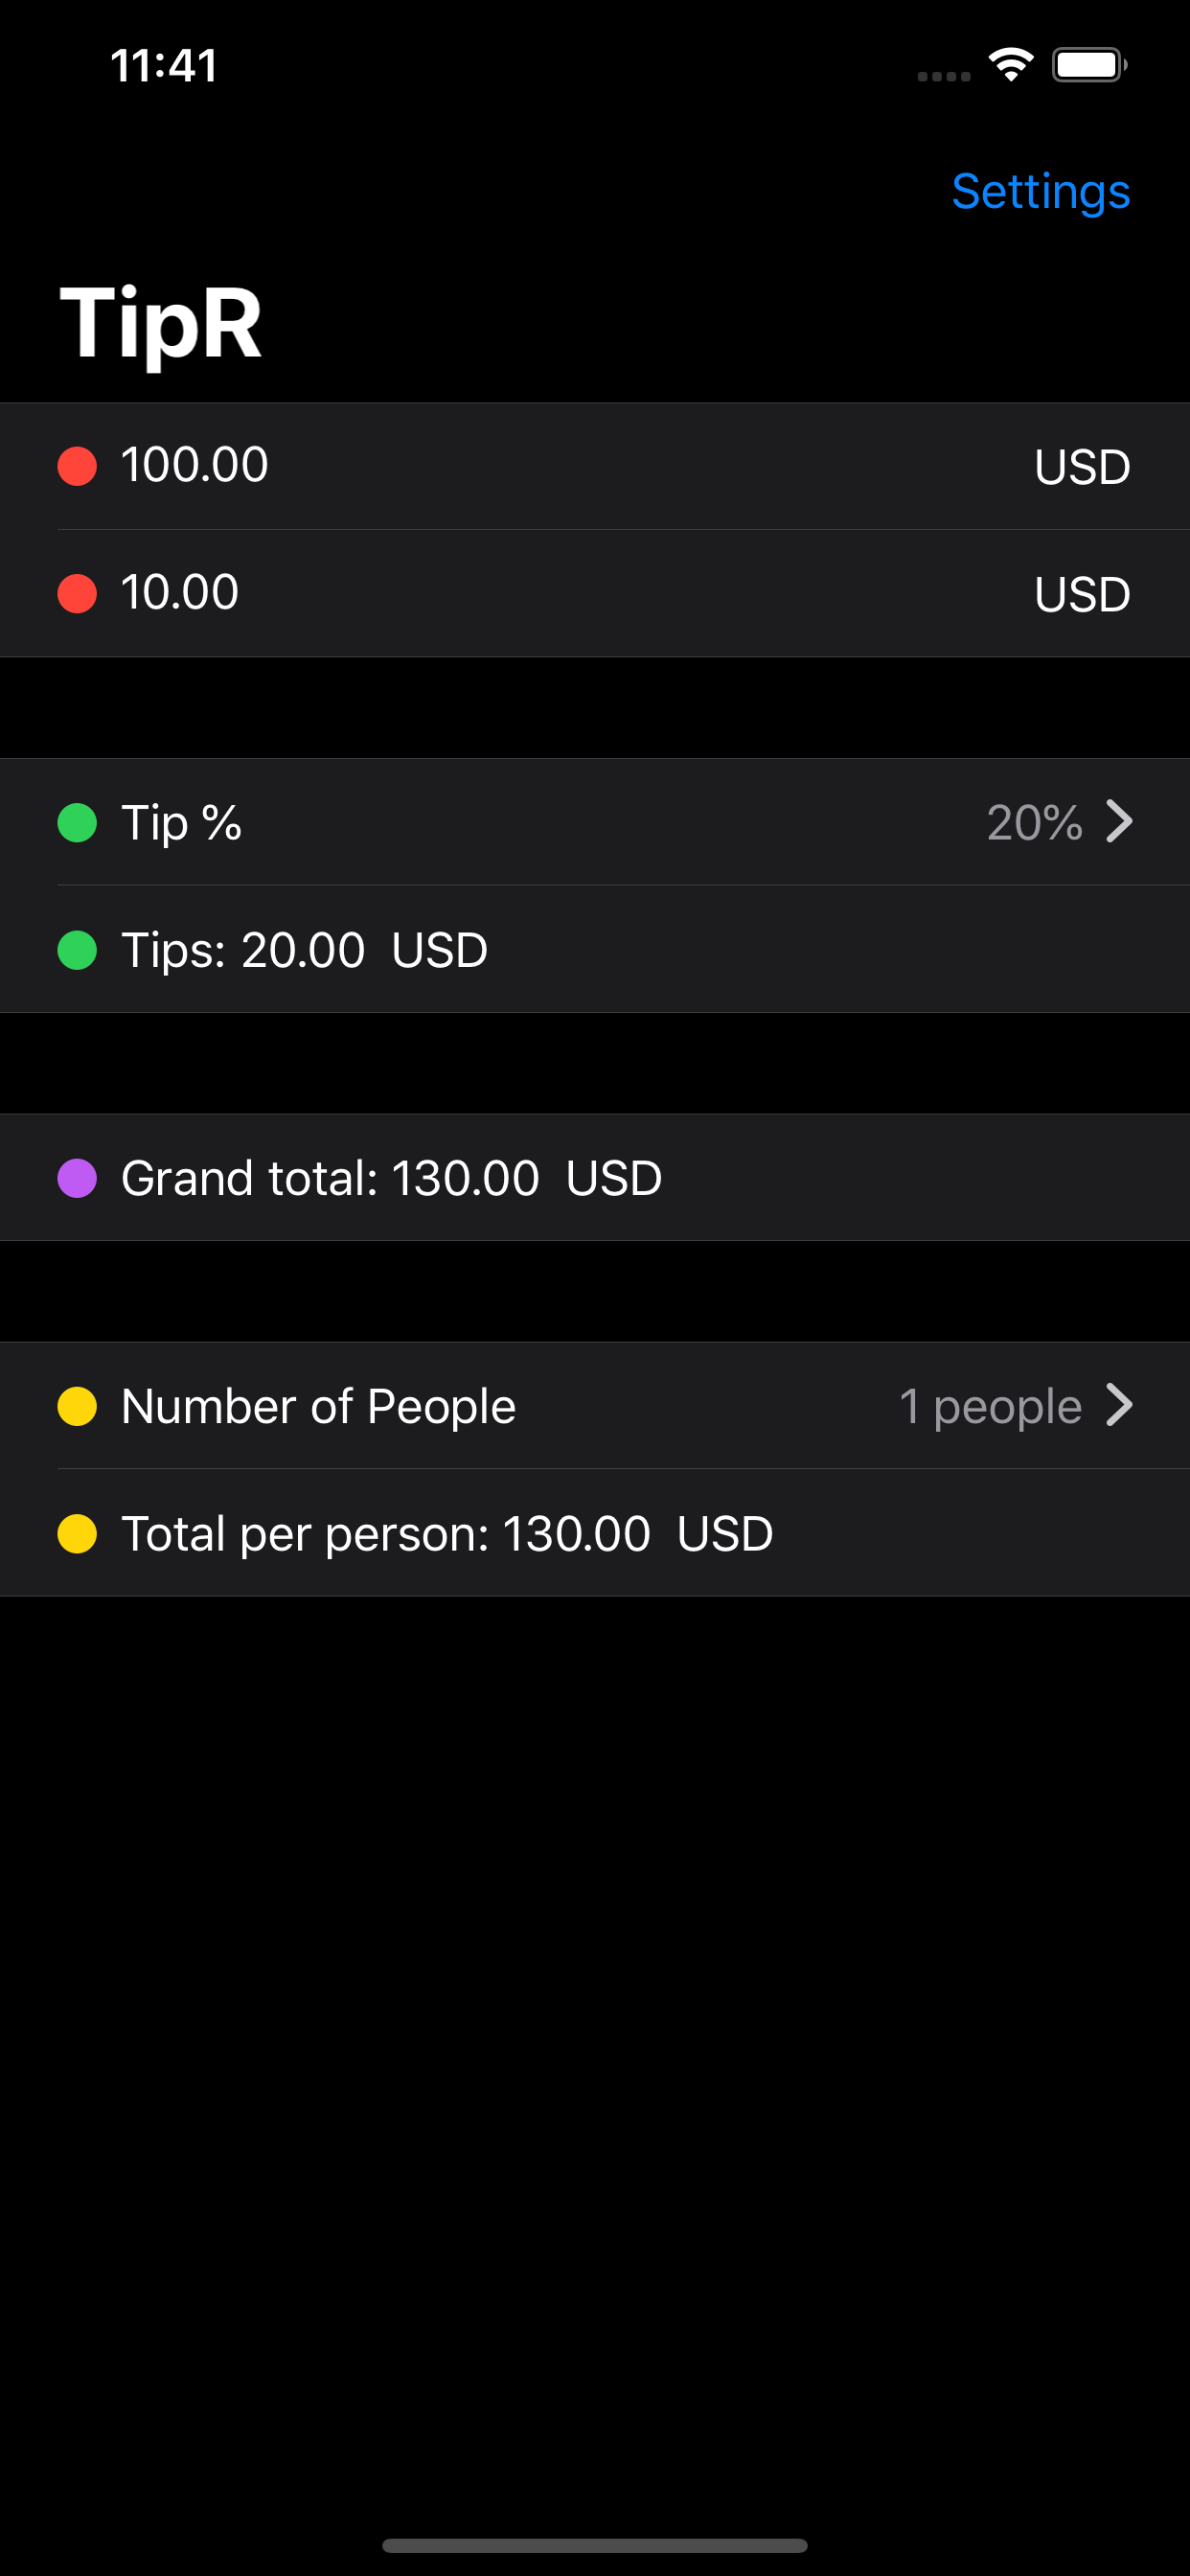 11:41
Settings
TipR
100.00 USD
10.00 USD
Tip % 20%
Tips: 20.00 USD
Grand total: 130.00 USD
Number of People 1 people
Total per person: 130.00 USD